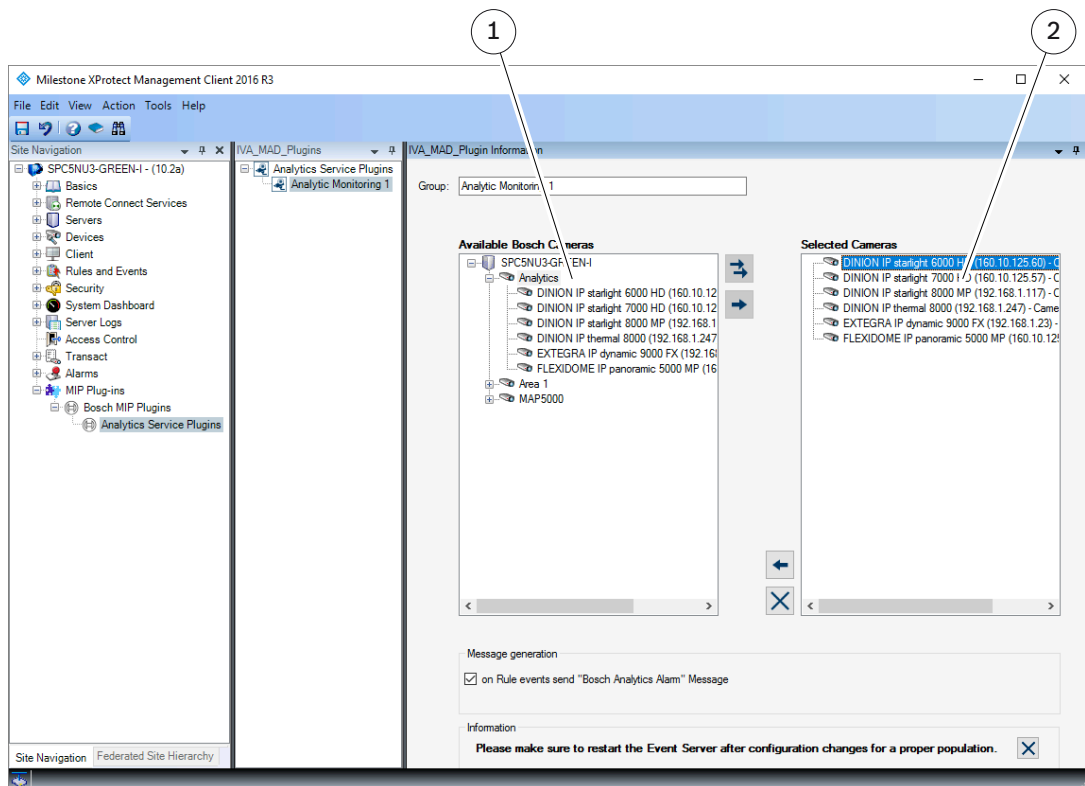 1
2
Milestone XProtect Management Client 2016 R3
File Edit View Action Tools Help
Site Navigation
SPC5NU3-GREEN-I - (10.2a)
Basics
Remote Connect Services
Servers
Devices
Client
Rules and Events
Security
System Dashboard
Server Logs
Access Control
Transact
Alarms
MIP Plug-ins
Bosch MIP Plugins
Analytics Service Plugins
Site Navigation
Federated Site Hierarchy
IVA_MAD_Plugins
Analytics Service Plugins
Analytic Monitoring 1
IVA_MAD_Plugin Information
Group: Analytic Monitoring 1
Available Bosch Cameras
SPC5NU3-GREEN-I
Analytics
DINION IP starlight 6000 HD (160.10.12
DINION IP starlight 7000 HD (160.10.12
DINION IP starlight 8000 MP (192.168.1
DINION IP themal 8000 (192.168.1.247
EXTEGRA IP dynamic 9000 FX (192.16
FLEXIDOME IP panoramic 5000 MP (16
Area 1
MAP5000
Selected Cameras
DINION IP starlight 6000 HD (160.10.125.60) - C
DINION IP starlight 7000 HD (160.10.125.57) - C
DINION IP starlight 8000 MP (192.168.1.117) - C
DINION IP themal 8000 (192.168.1.247) - Came
EXTEGRA IP dynamic 9000 FX (192.168.1.23) -
FLEXIDOME IP panoramic 5000 MP (160.10.12
Message generation
on Rule events send "Bosch Analytics Alarm" Message
Information
Please make sure to restart the Event Server after configuration changes for a proper population.